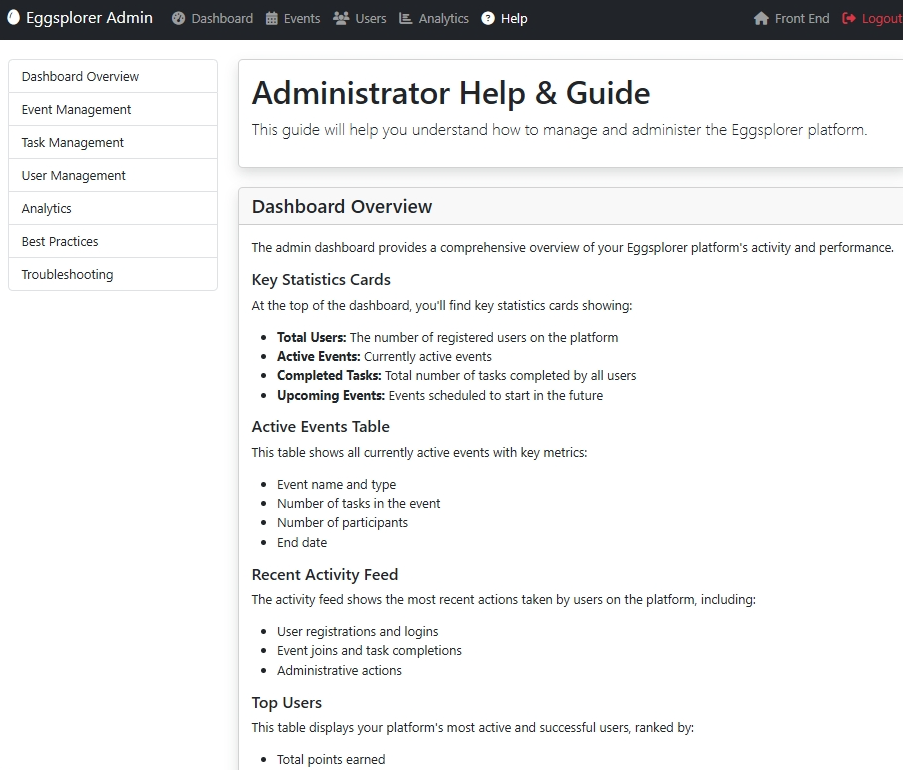 Eggsplorer Admin Dashboard Events Users Analytics Help Front End Logout
Dashboard Overview
Event Management
Task Management
User Management
Analytics
Best Practices
Troubleshooting
Administrator Help & Guide
This guide will help you understand how to manage and administer the Eggsplorer platform.
Dashboard Overview
The admin dashboard provides a comprehensive overview of your Eggsplorer platform's activity and performance.
Key Statistics Cards
At the top of the dashboard, you'll find key statistics cards showing:
• Total Users: The number of registered users on the platform
• Active Events: Currently active events
• Completed Tasks: Total number of tasks completed by all users
• Upcoming Events: Events scheduled to start in the future
Active Events Table
This table shows all currently active events with key metrics:
• Event name and type
• Number of tasks in the event
• Number of participants
• End date
Recent Activity Feed
The activity feed shows the most recent actions taken by users on the platform, including:
• User registrations and logins
• Event joins and task completions
• Administrative actions
Top Users
This table displays your platform's most active and successful users, ranked by:
• Total points earned